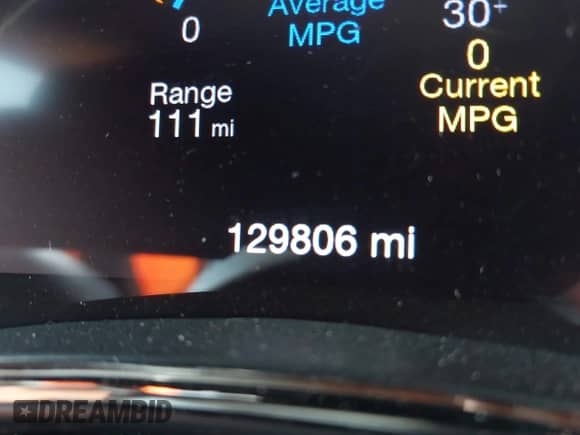 Average
MPG
0
30+
0
Current
MPG
Range
111 mi
129806 mi
DREAMBID